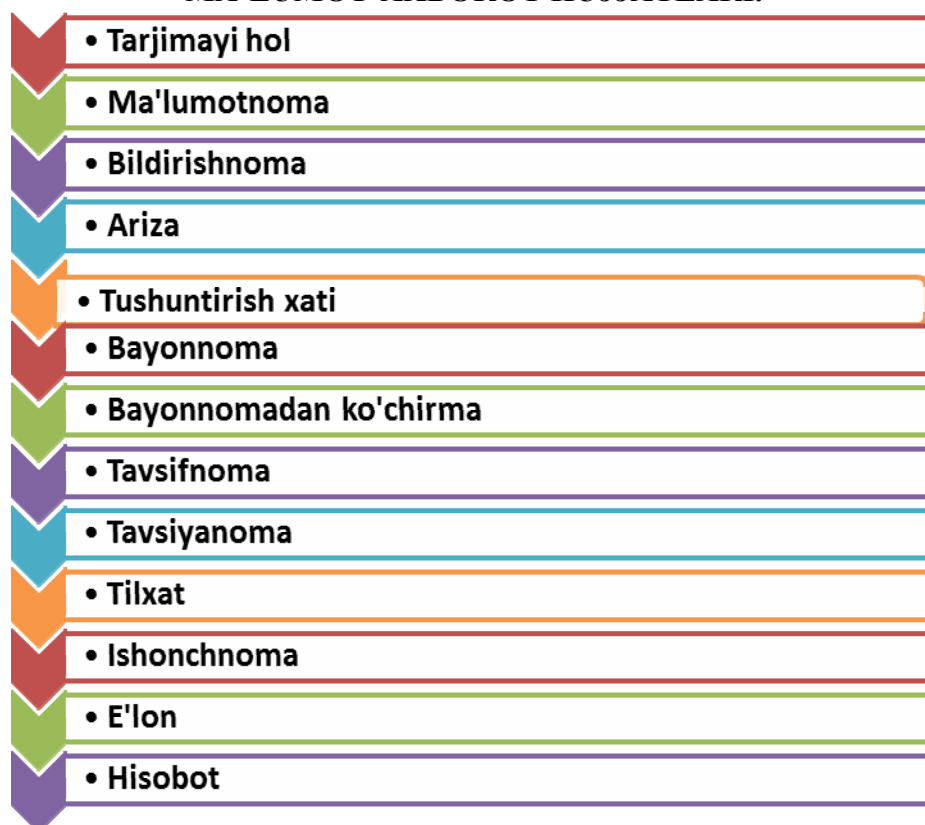 • Tarjimayi hol
• Ma'lumotnoma
• Bildirishnoma
• Ariza
• Tushuntirish xati
• Bayonnoma
• Bayonnomadan ko'chirma
• Tavsifnoma
• Tavsiyanoma
• Tilxat
• Ishonchnoma
• E'lon
• Hisobot